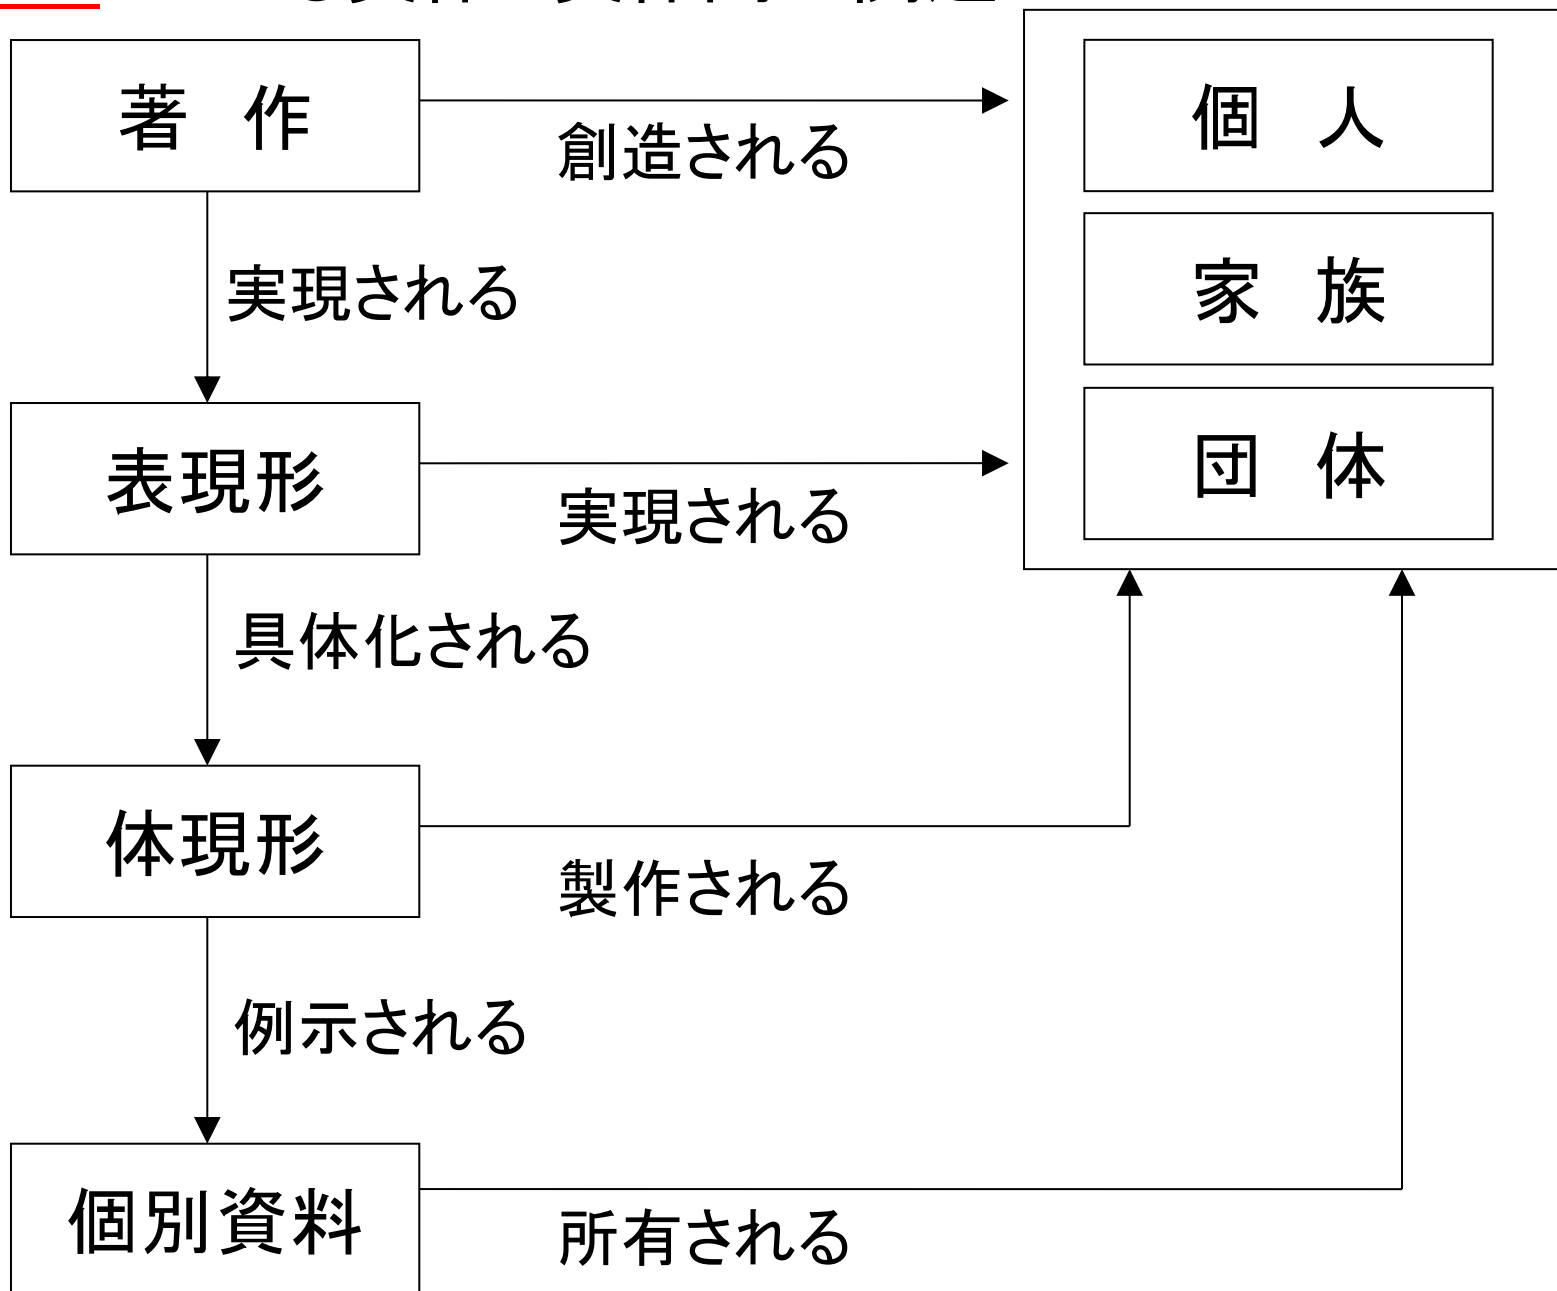 著 作
創造される
個 人
家 族
団 体
実現される
表現形
実現される
具体化される
体現形
製作される
例示される
個別資料
所有される